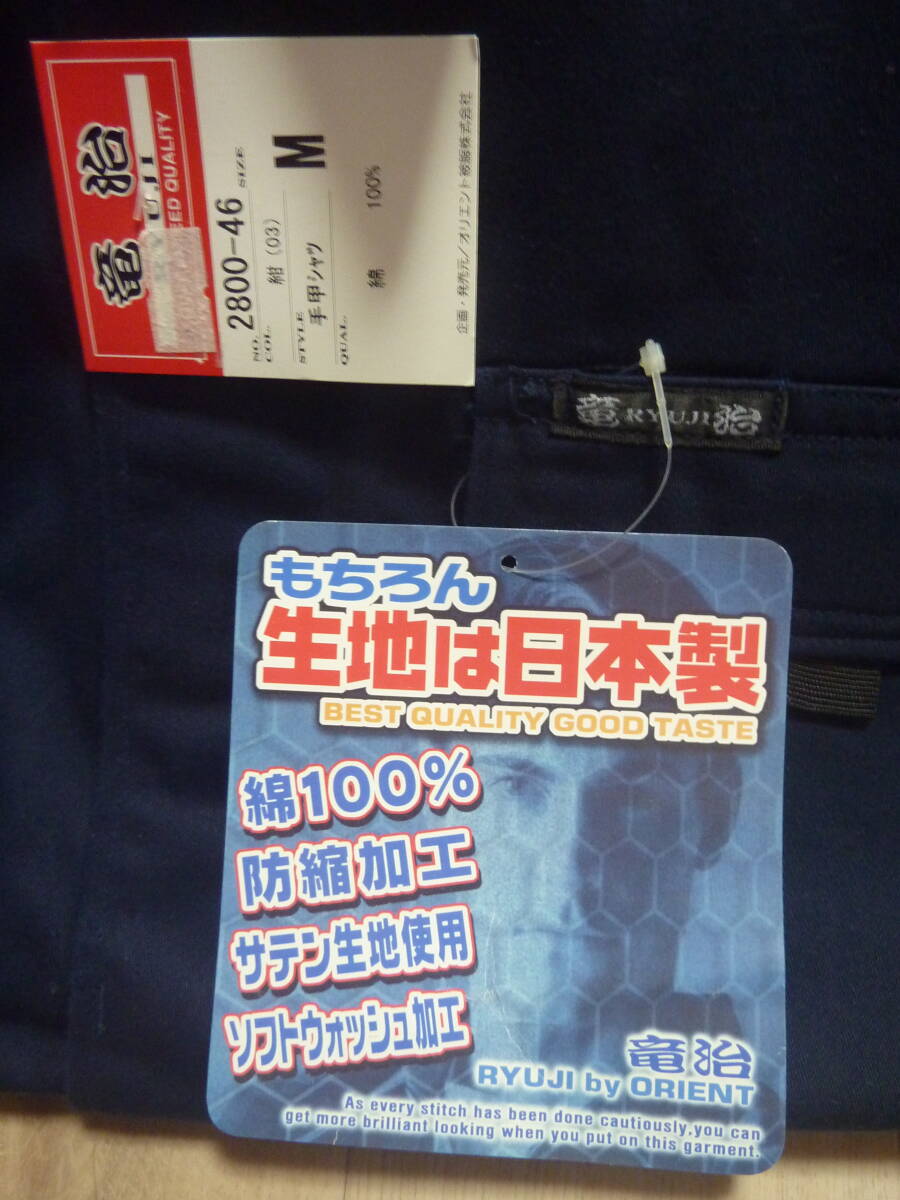 竜治
UJI
EED QUALITY
NO. 2800-46 SIZE
COL. 紺(03) M
STYLE 手甲シャツ
QUAL. 綿 100%
企画・発売元/オリエント被服株式会社
竜 RYUJI 治
もちろん
生地は日本製
BEST QUALITY GOOD TASTE
綿100%
防縮加工
サテン生地使用
ソフトウォッシュ加工
竜治
RYUJI by ORIENT
As every stitch has been done cautiously,you can
get more brilliant looking when you put on this garment.